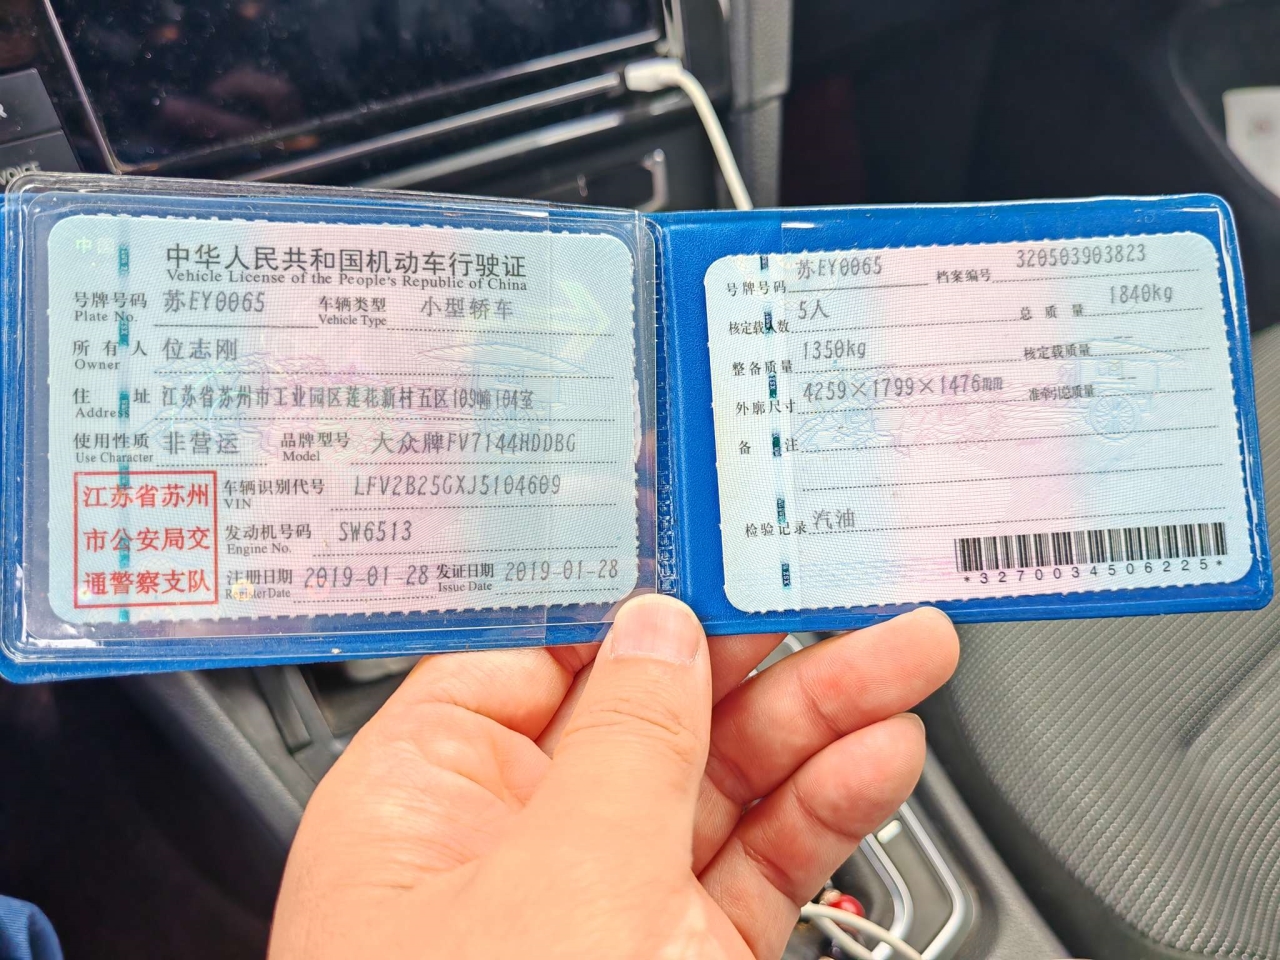 VOICE
中华人民共和国机动车行驶证
Vehicle License of the People's Republic of China
号牌号码 苏EY0065 车辆类型 小型轿车
Plate No. Vehicle Type
所有人 位志刚
Owner
住址 江苏省苏州市工业园区莲花新村五区109幢104室
Address
使用性质 非营运 品牌型号 大众牌FV7144HDDBG
Use Character Model
江苏省苏州
市公安局交
通警察支队
车辆识别代号 LFV2B25GXJ5104609
VIN
发动机号码 SW6513
Engine No.
注册日期 2019-01-28 发证日期 2019-01-28
Register Date Issue Date
号牌号码 苏EY0065 档案编号 320503903823
核定载人数 5人 总质量 1840kg
整备质量 1350kg 核定载质量 --
外廓尺寸 4259×1799×1476 准牵引总质量 --
备注
检验记录 汽油
*3270034506225*